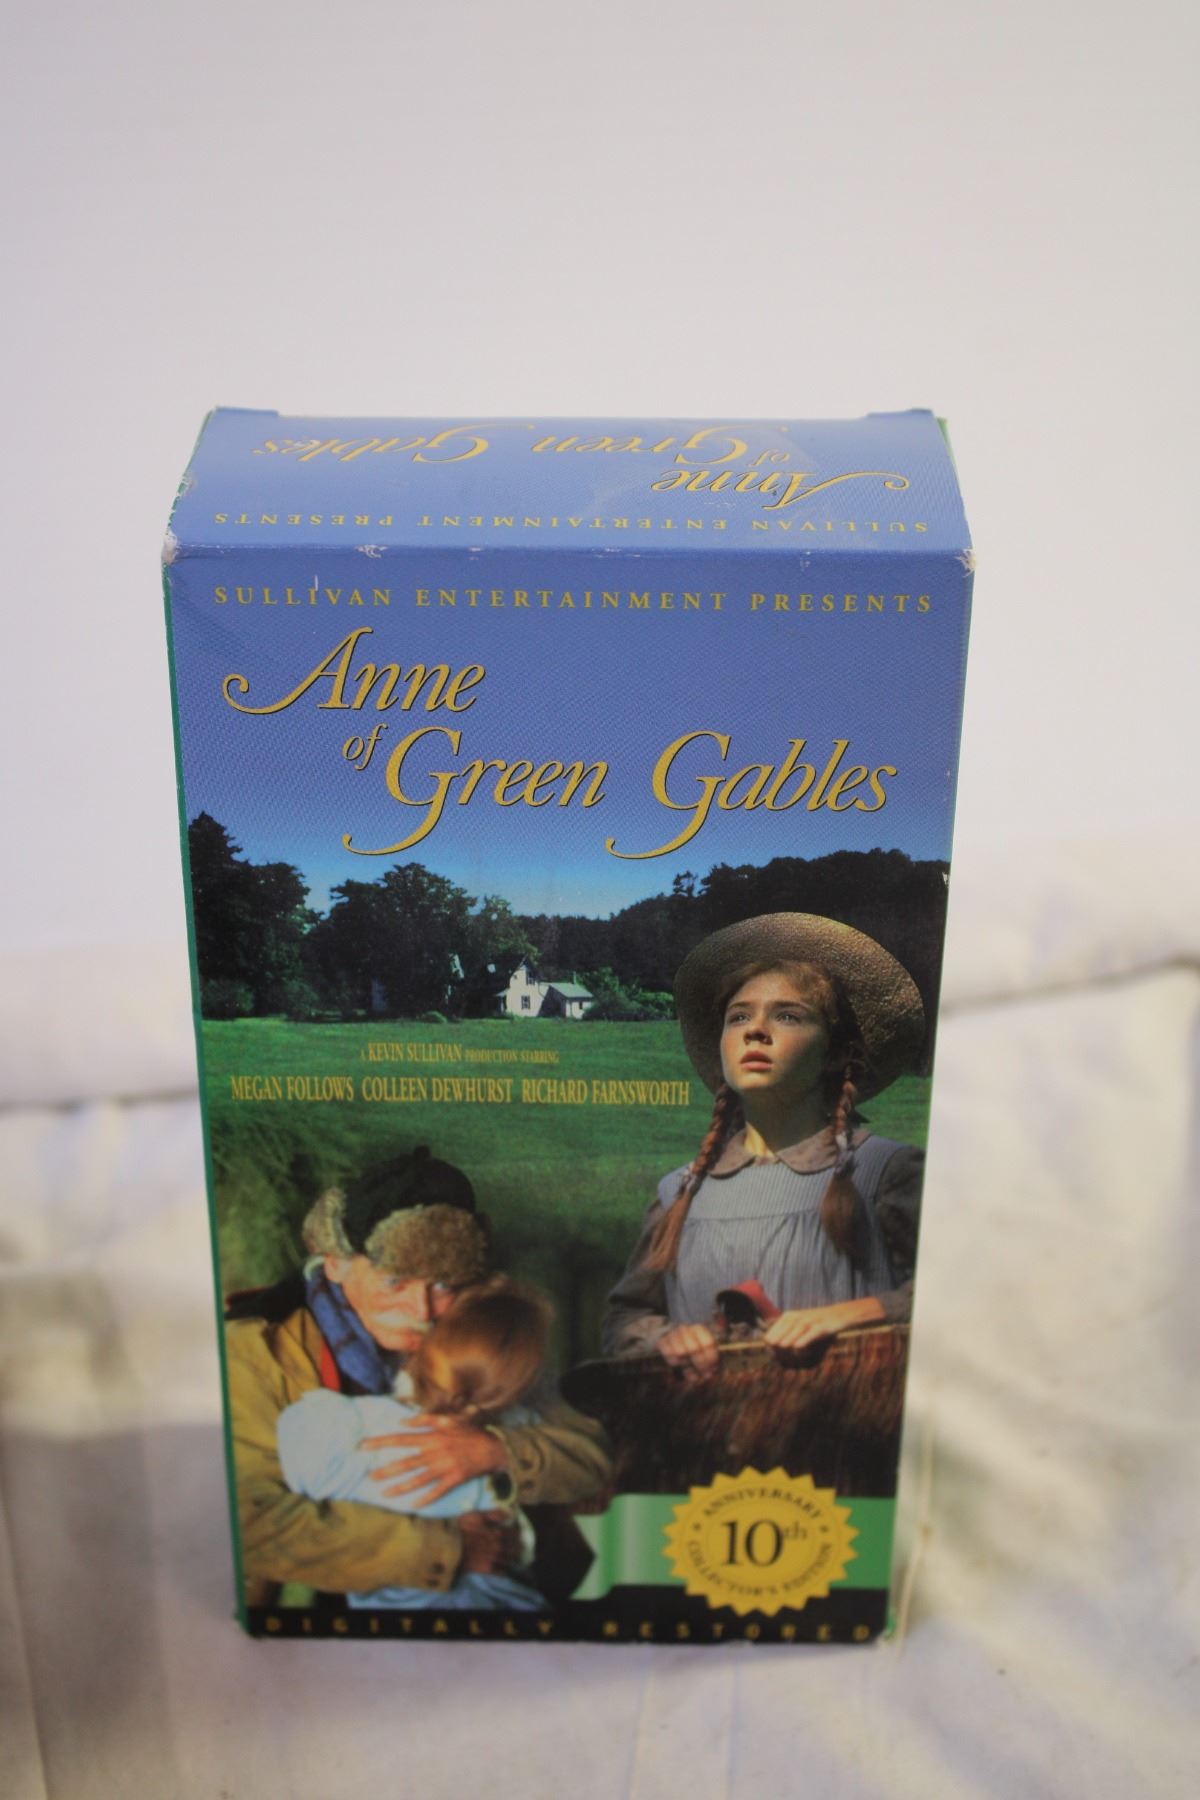 Anne
of Green Gables
SULLIVAN ENTERTAINMENT PRESENTS
SULLIVAN ENTERTAINMENT PRESENTS
Anne
of Green Gables
A KEVIN SULLIVAN PRODUCTION STARRING
MEGAN FOLLOWS COLLEEN DEWHURST RICHARD FARNSWORTH
ANNIVERSARY
10th
COLLECTOR'S EDITION
DIGITALLY RESTORED